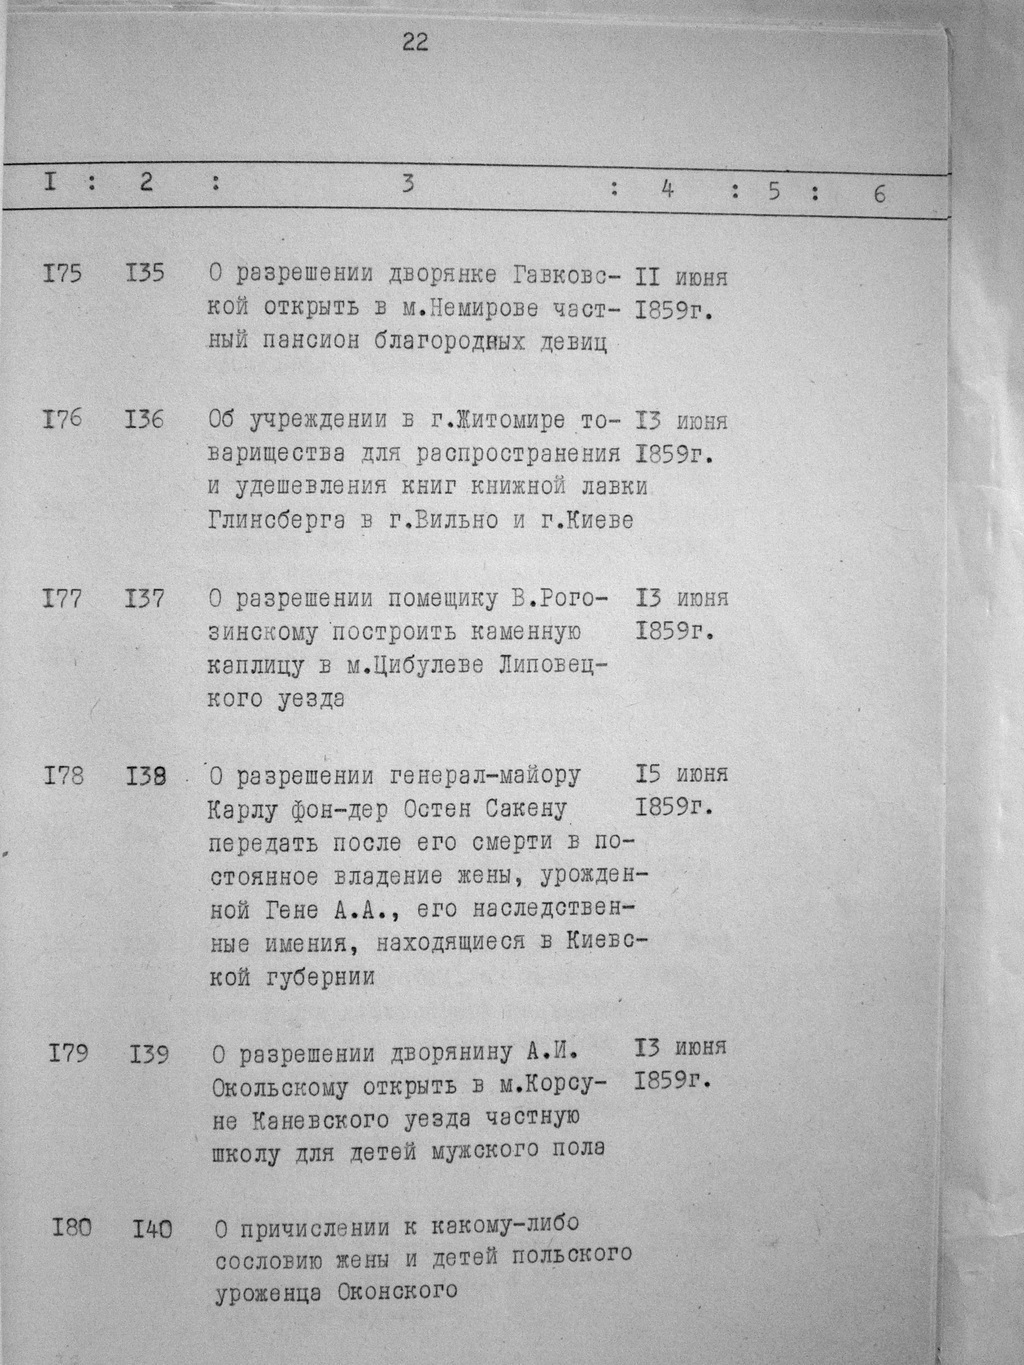 22
I : 2 : 3 : 4 : 5 : 6
I75 I35 О разрешении дворянке Гавковс- II июня
кой открыть в м.Немирове част- I859г.
ный пансион благородных девиц
I76 I36 Об учреждении в г.Житомире то- I3 июня
варищества для распространения I859г.
и удешевления книг книжной лавки
Глинсберга в г.Вильно и г.Киеве
I77 I37 О разрешении помещику В.Рого- I3 июня
зинскому построить каменную I859г.
каплицу в м.Цибулеве Липовец-
кого уезда
I78 I38 О разрешении генерал-майору I5 июня
Карлу фон-дер Остен Сакену I859г.
передать после его смерти в по-
стоянное владение жены, урожден-
ной Гене А.А., его наследствен-
ные имения, находящиеся в Киевс-
кой губернии
I79 I39 О разрешении дворянину А.И. I3 июня
Окольскому открыть в м.Корсу- I859г.
не Каневского уезда частную
школу для детей мужского пола
I80 I40 О причислении к какому-либо
сословию жены и детей польского
уроженца Оконского